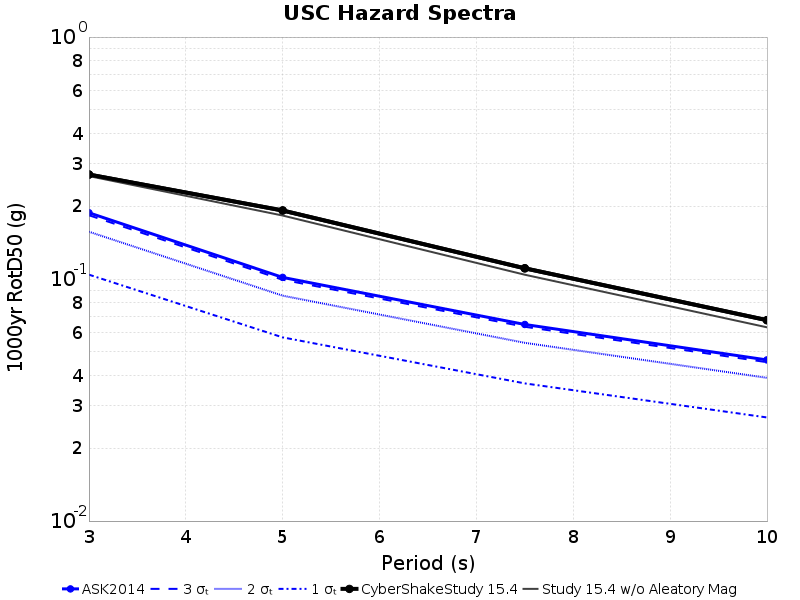 USC Hazard Spectra
10^0
8
6
4
3
2
10^-1
8
6
4
3
2
10^-2
1000yr RotD50 (g)
3 4 5 6 7 8 9 10
Period (s)
ASK2014 3 σₜ 2 σₜ 1 σₜ CyberShakeStudy 15.4 Study 15.4 w/o Aleatory Mag